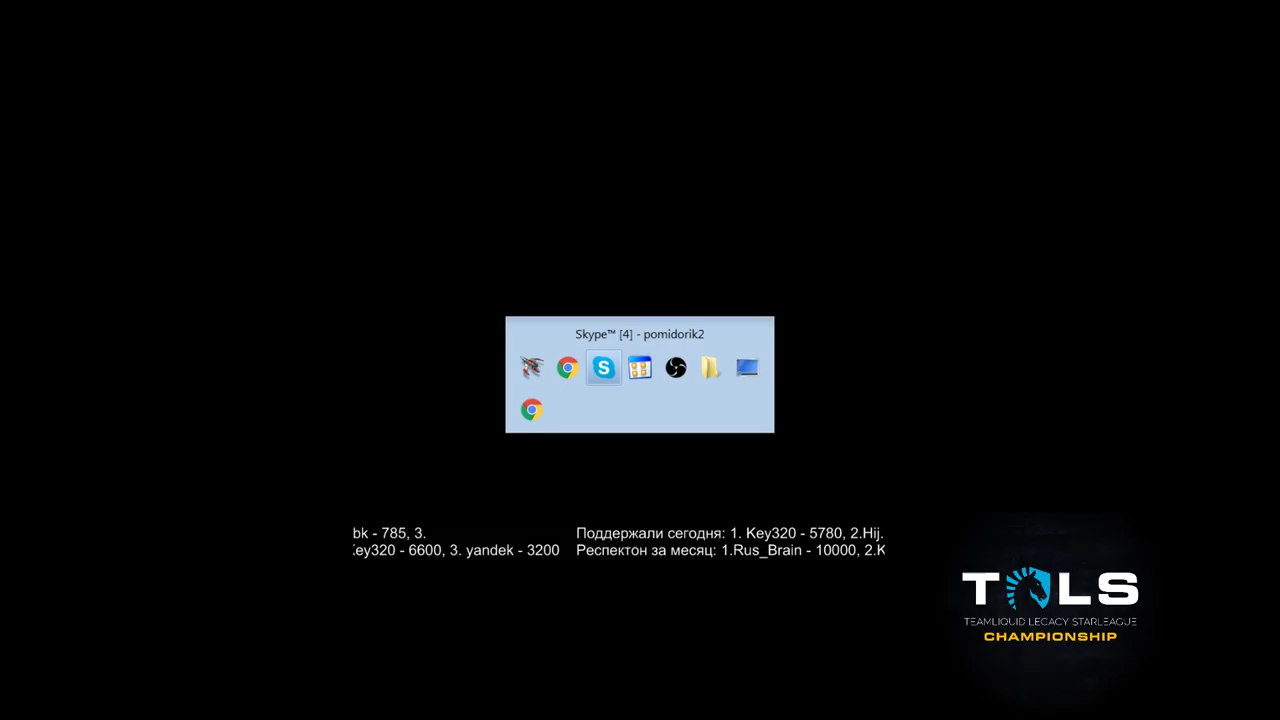 Skype™ [4] - pomidorik2
bk - 785, 3.
Key320 - 6600, 3. yandek - 3200
Поддержали сегодня: 1. Key320 - 5780, 2.Hij.
Респектон за месяц: 1.Rus_Brain - 10000, 2.K
TLS
TEAMLIQUID LEGACY STARLEAGUE
CHAMPIONSHIP